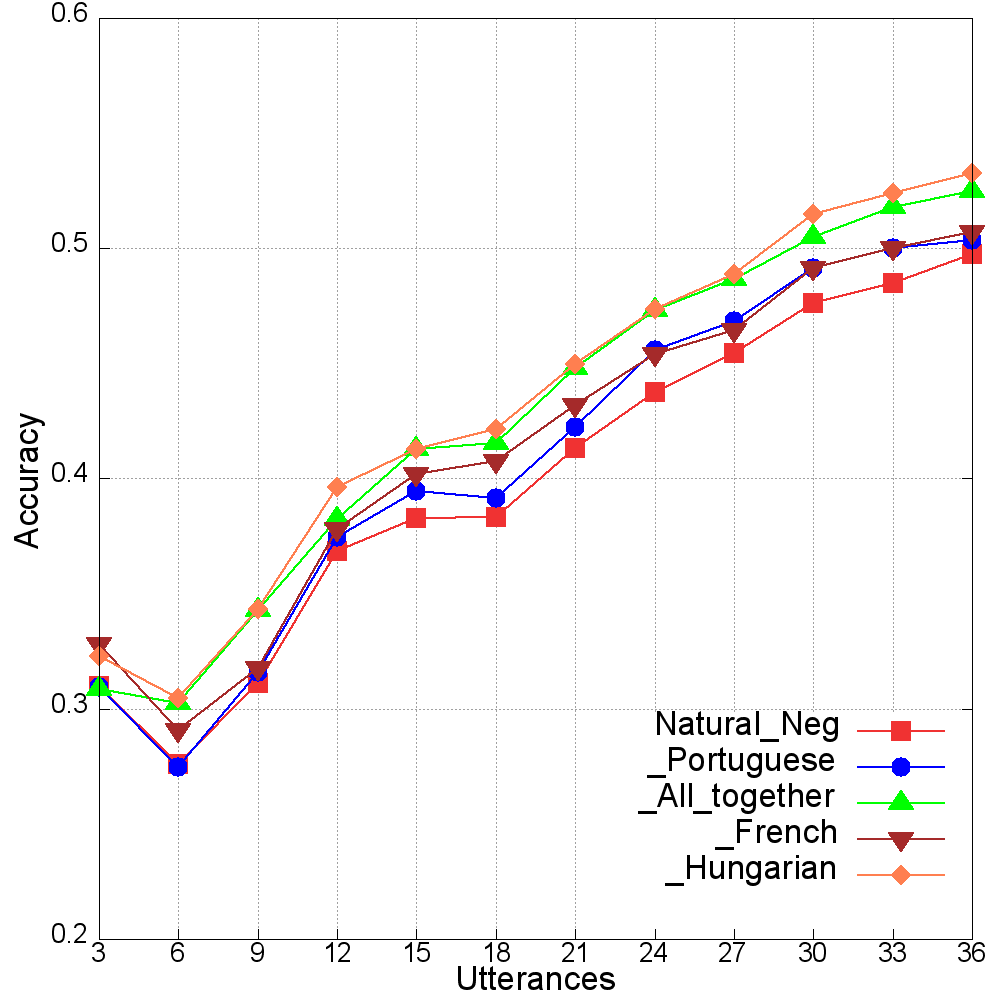 0.6
0.5
0.4
0.3
0.2
Accuracy
Natural_Neg
_Portuguese
_All_together
_French
_Hungarian
3 6 9 12 15 18 21 24 27 30 33 36
Utterances